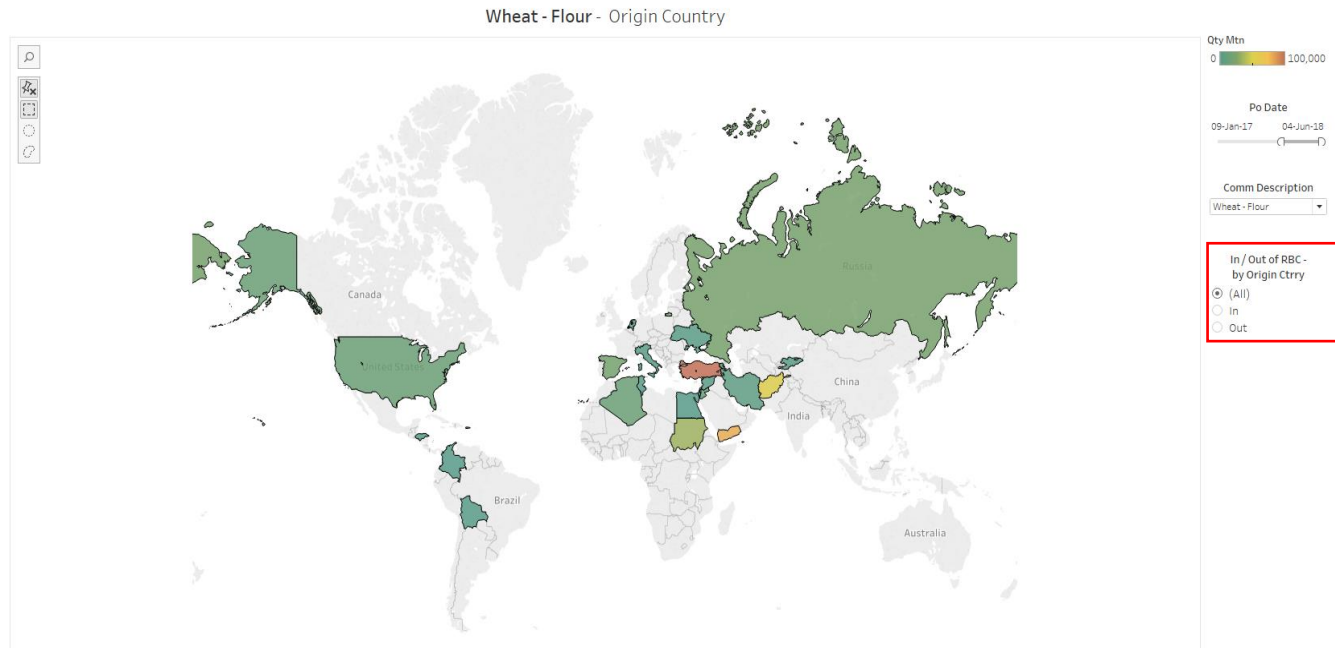 Wheat - Flour - Origin Country
Qty Mtn
0 100,000
Po Date
09-Jan-17 04-Jun-18
Comm Description
Wheat - Flour
In / Out of RBC -
by Origin Ctrry
(All)
In
Out
Russia
Canada
United States
China
India
Brazil
Australia